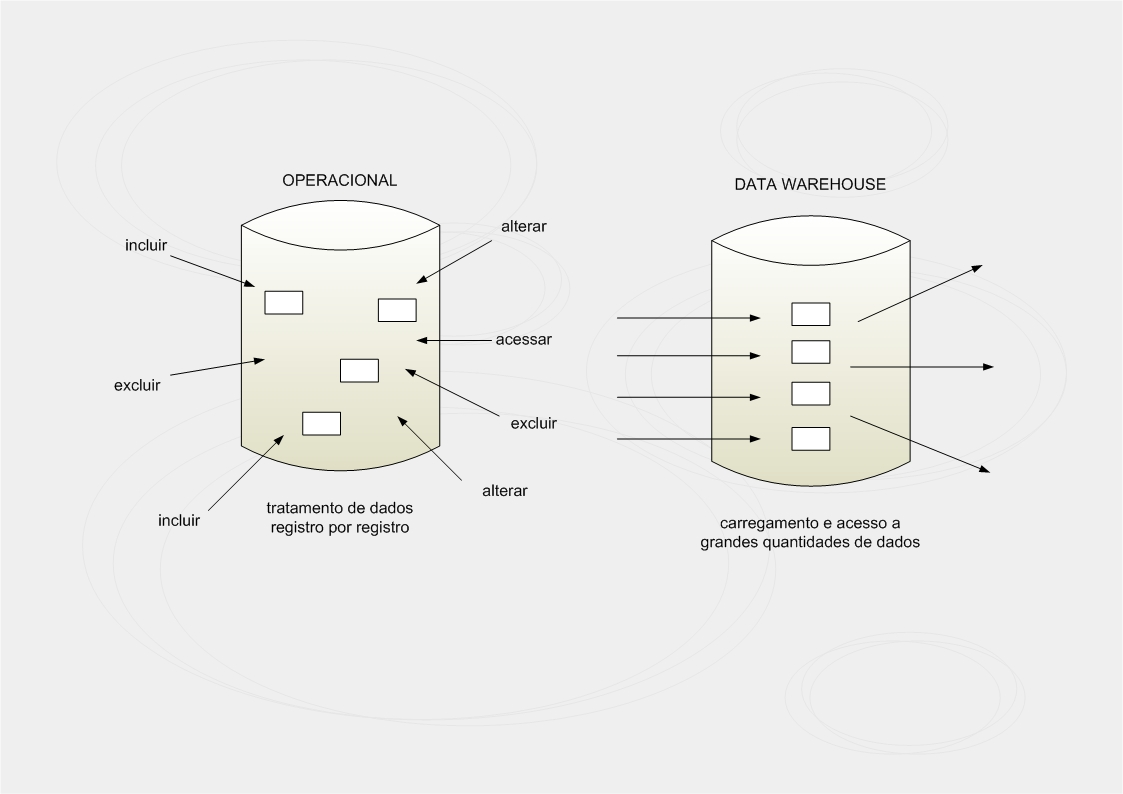 OPERACIONAL
incluir
alterar
acessar
excluir
excluir
alterar
incluir
tratamento de dados
registro por registro
DATA WAREHOUSE
carregamento e acesso a
grandes quantidades de dados